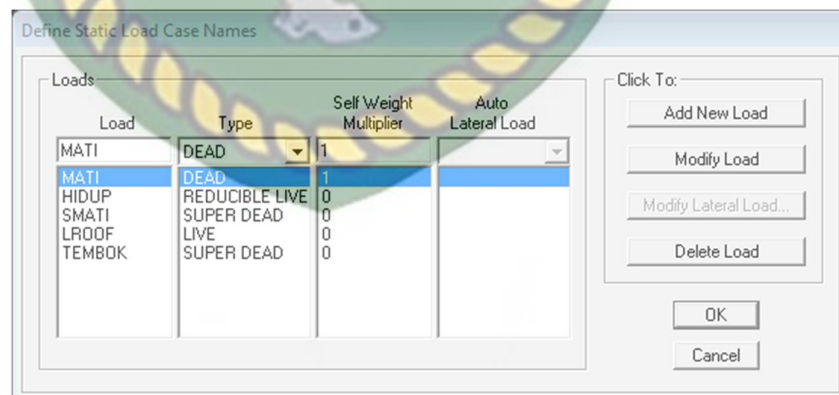 Define Static Load Case Names
Loads
Load Type Self Weight Multiplier Auto Lateral Load
MATI DEAD 1
MATI DEAD 1
HIDUP REDUCIBLE LIVE 0
SMATI SUPER DEAD 0
LROOF LIVE 0
TEMBOK SUPER DEAD 0
Click To:
Add New Load
Modify Load
Modify Lateral Load...
Delete Load
OK
Cancel